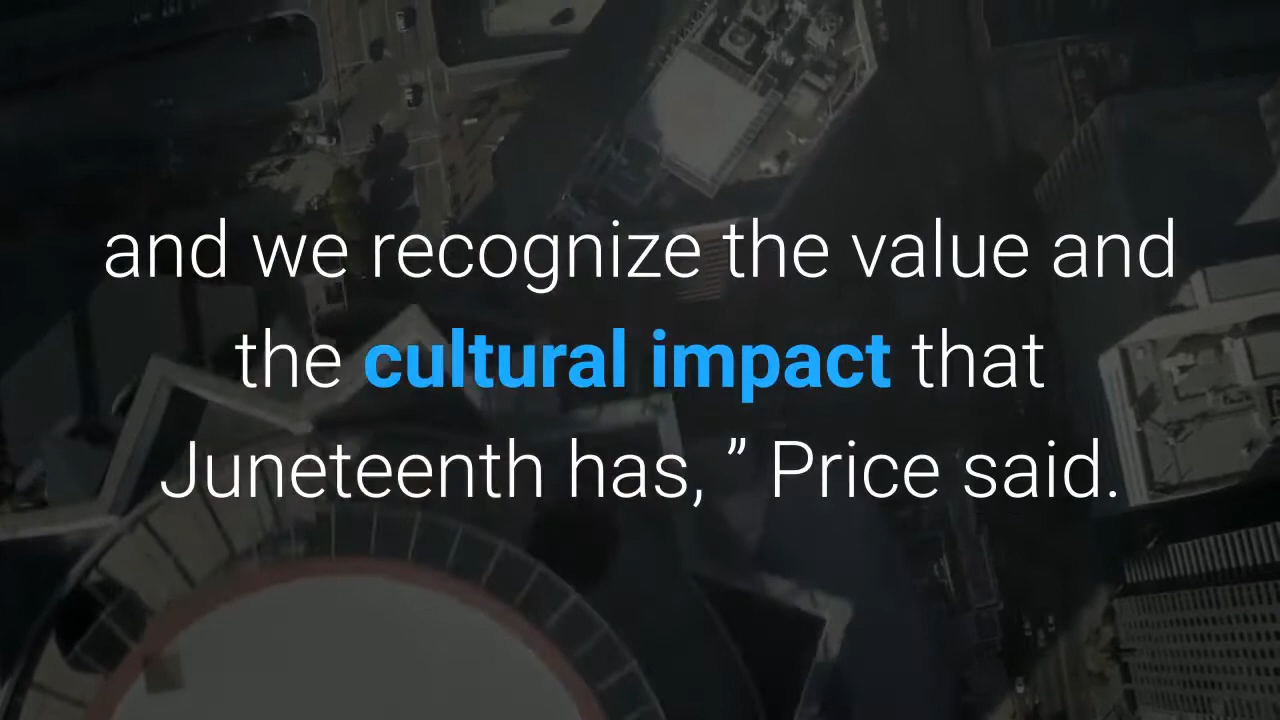 and we recognize the value and
the cultural impact that
Juneteenth has, ” Price said.